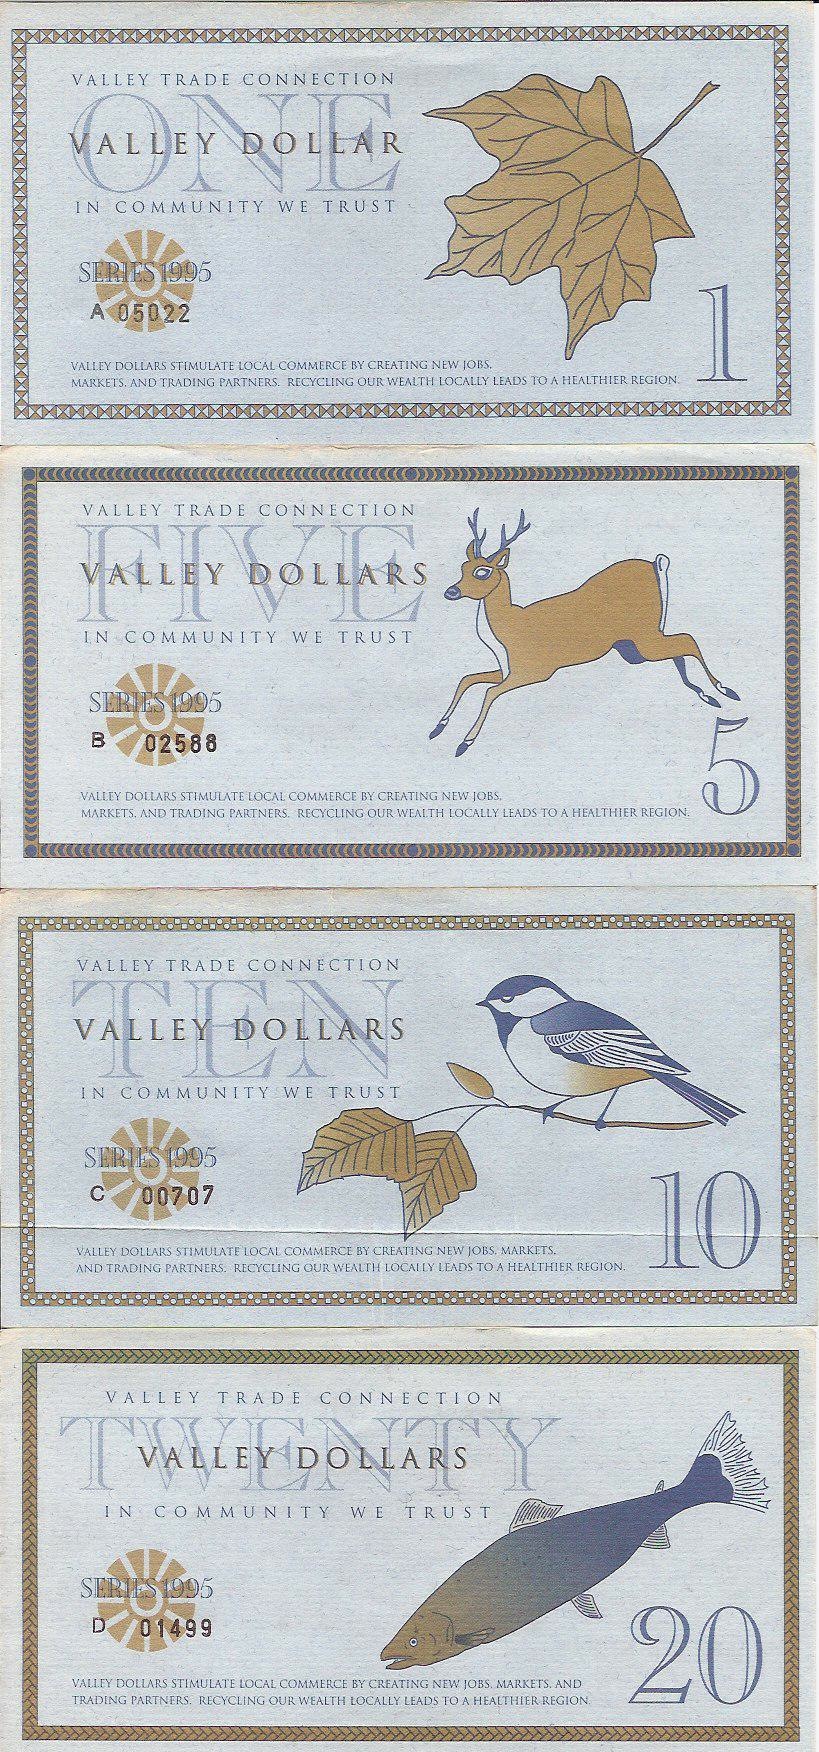 VALLEY TRADE CONNECTION
ONE
VALLEY DOLLAR
IN COMMUNITY WE TRUST
SERIES 1995
A 05022
VALLEY DOLLARS STIMULATE LOCAL COMMERCE BY CREATING NEW JOBS,
MARKETS, AND TRADING PARTNERS. RECYCLING OUR WEALTH LOCALLY LEADS TO A HEALTHIER REGION.
1
VALLEY TRADE CONNECTION
FIVE
VALLEY DOLLARS
IN COMMUNITY WE TRUST
SERIES 1995
B 02588
VALLEY DOLLARS STIMULATE LOCAL COMMERCE BY CREATING NEW JOBS,
MARKETS, AND TRADING PARTNERS. RECYCLING OUR WEALTH LOCALLY LEADS TO A HEALTHIER REGION.
5
VALLEY TRADE CONNECTION
TEN
VALLEY DOLLARS
IN COMMUNITY WE TRUST
SERIES 1995
C 00707
VALLEY DOLLARS STIMULATE LOCAL COMMERCE BY CREATING NEW JOBS, MARKETS,
AND TRADING PARTNERS. RECYCLING OUR WEALTH LOCALLY LEADS TO A HEALTHIER REGION.
10
VALLEY TRADE CONNECTION
TWENTY
VALLEY DOLLARS
IN COMMUNITY WE TRUST
SERIES 1995
D 01499
VALLEY DOLLARS STIMULATE LOCAL COMMERCE BY CREATING NEW JOBS, MARKETS, AND
TRADING PARTNERS. RECYCLING OUR WEALTH LOCALLY LEADS TO A HEALTHIER REGION.
20